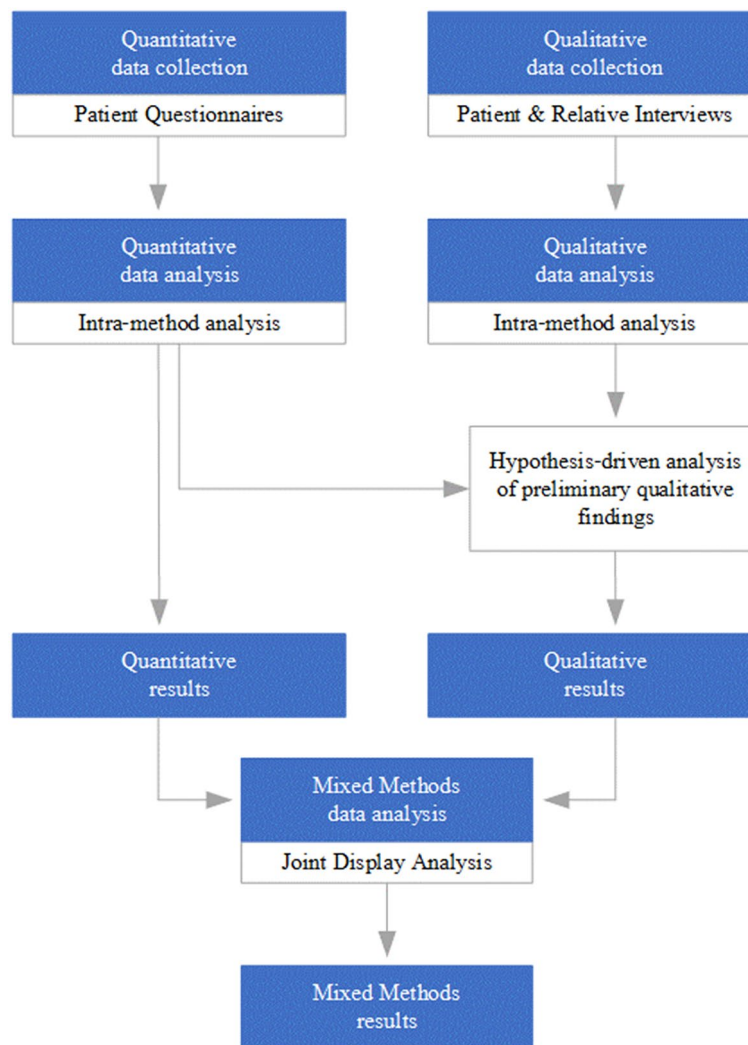 Quantitative
data collection
Patient Questionnaires
Qualitative
data collection
Patient & Relative Interviews
Quantitative
data analysis
Intra-method analysis
Qualitative
data analysis
Intra-method analysis
Hypothesis-driven analysis
of preliminary qualitative
findings
Quantitative
results
Qualitative
results
Mixed Methods
data analysis
Joint Display Analysis
Mixed Methods
results